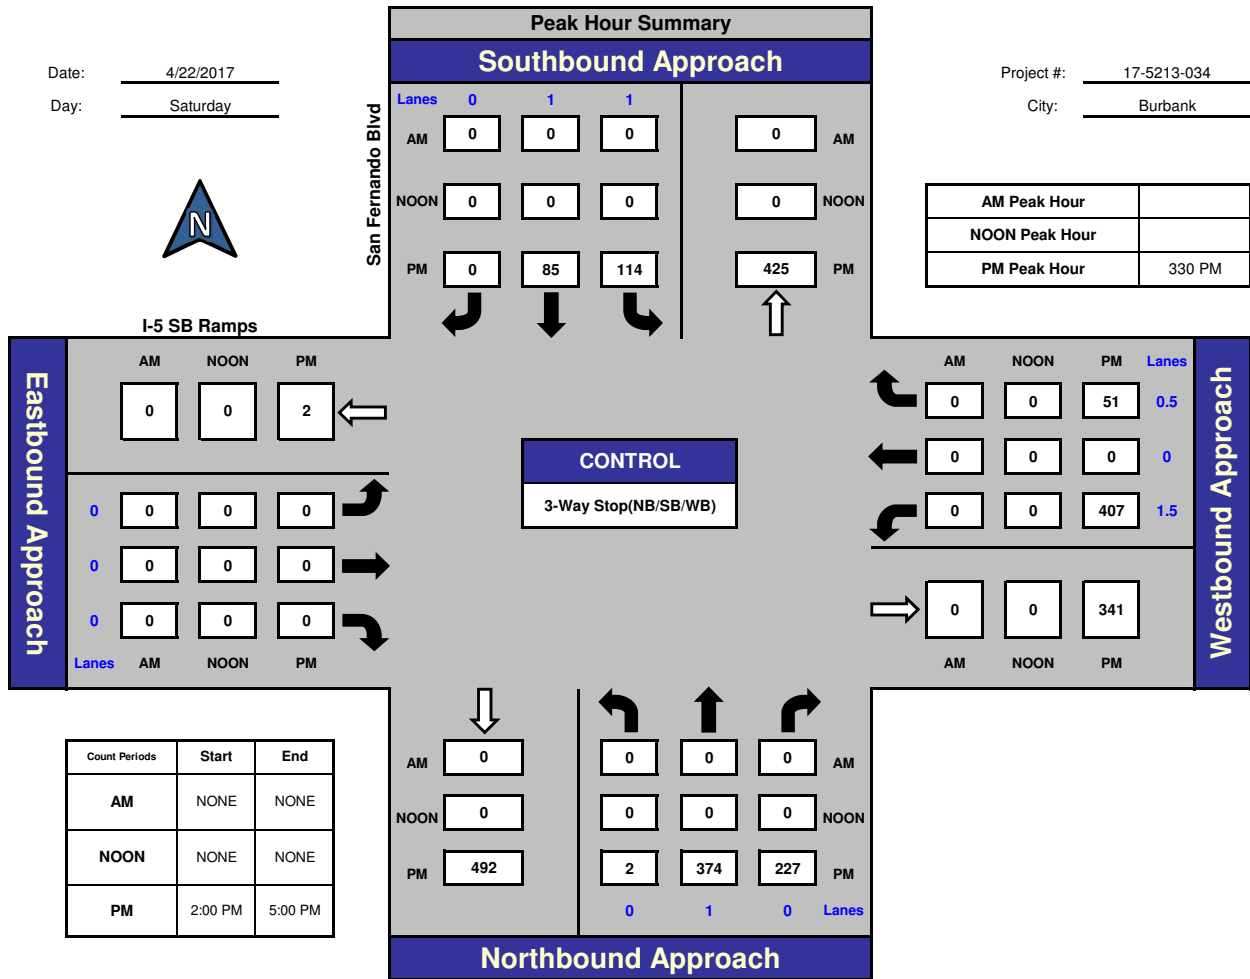 Peak Hour Summary
Southbound Approach
Date: 4/22/2017
Day: Saturday
Project #: 17-5213-034
City: Burbank
N
San Fernando Blvd
Lanes 0 1 1
AM 0 0 0 0 AM
NOON 0 0 0 0 NOON
PM 0 85 114 425 PM
AM Peak Hour
NOON Peak Hour
PM Peak Hour 330 PM
I-5 SB Ramps
Eastbound Approach
AM NOON PM
0 0 2
0 0 0 0
0 0 0 0
0 0 0 0
Lanes AM NOON PM
CONTROL
3-Way Stop(NB/SB/WB)
AM NOON PM Lanes
0 0 51 0.5
0 0 0 0
0 0 407 1.5
0 0 341
AM NOON PM
Westbound Approach
Count Periods Start End
AM NONE NONE
NOON NONE NONE
PM 2:00 PM 5:00 PM
AM 0 0 0 0 AM
NOON 0 0 0 0 NOON
PM 492 2 374 227 PM
0 1 0 Lanes
Northbound Approach